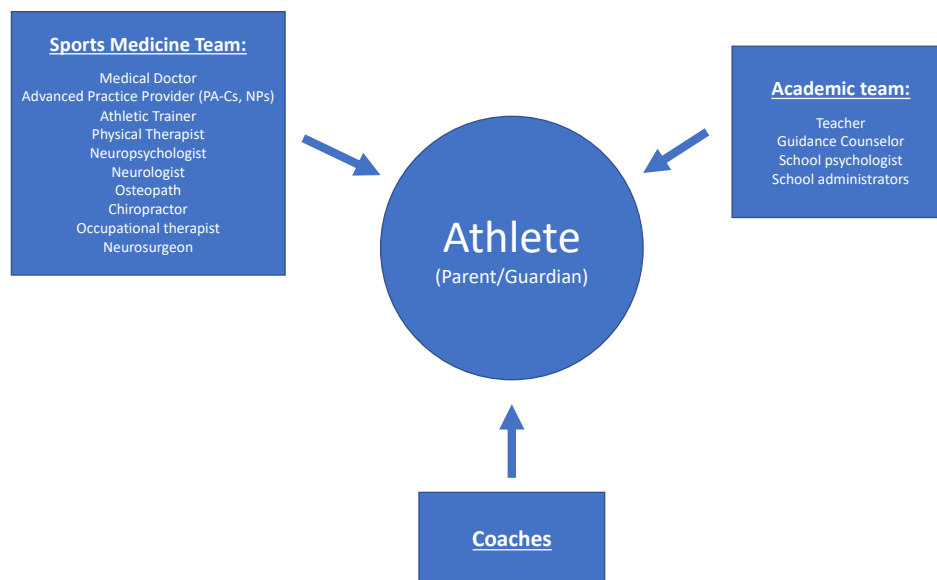 Sports Medicine Team:
Medical Doctor
Advanced Practice Provider (PA-Cs, NPs)
Athletic Trainer
Physical Therapist
Neuropsychologist
Neurologist
Osteopath
Chiropractor
Occupational therapist
Neurosurgeon
Academic team:
Teacher
Guidance Counselor
School psychologist
School administrators
Athlete
(Parent/Guardian)
Coaches